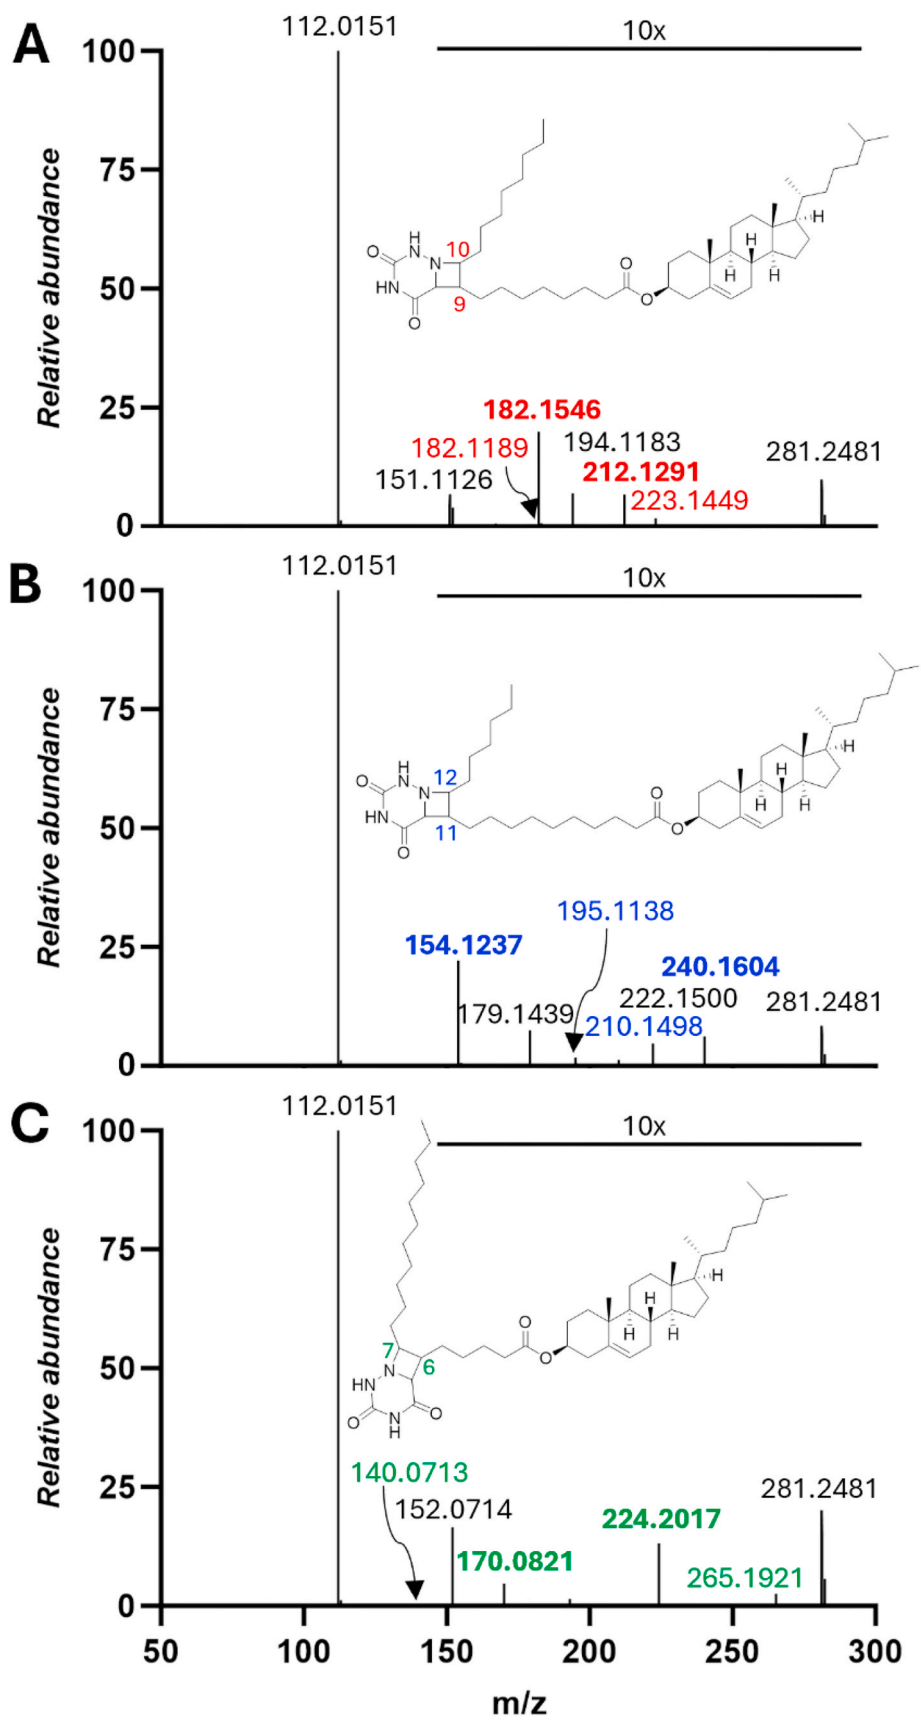 A
112.0151
10x
100
75
50
25
0
Relative abundance
O
H
N
N
HN
O
10
9
O
O
H
H
H
H
182.1546
182.1189
194.1183
212.1291
151.1126
223.1449
281.2481
B
112.0151
10x
100
75
50
25
0
Relative abundance
O
H
N
N
HN
O
12
11
O
O
H
H
H
H
195.1138
154.1237
240.1604
222.1500
179.1439
210.1498
281.2481
C
112.0151
10x
100
75
50
25
0
Relative abundance
7
6
HN
N
O
N
H
O
O
O
H
H
H
H
140.0713
152.0714
281.2481
224.2017
170.0821
265.1921
50 100 150 200 250 300
m/z